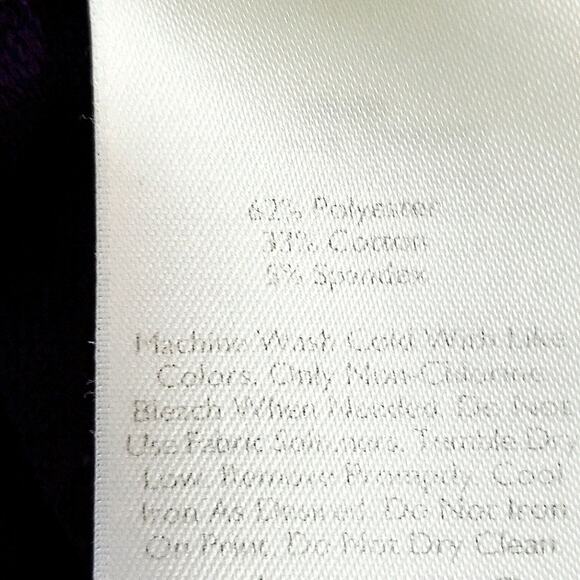 62% Polyester
33% Cotton
5% Spandex
Machine Wash Cold With Like
Colors. Only Non-Chlorine
Bleach When Needed. Do Not
Use Fabric Softeners. Tumble Dry
Low. Remove Promptly. Cool
Iron As Desired. Do Not Iron
On Print. Do Not Dry Clean